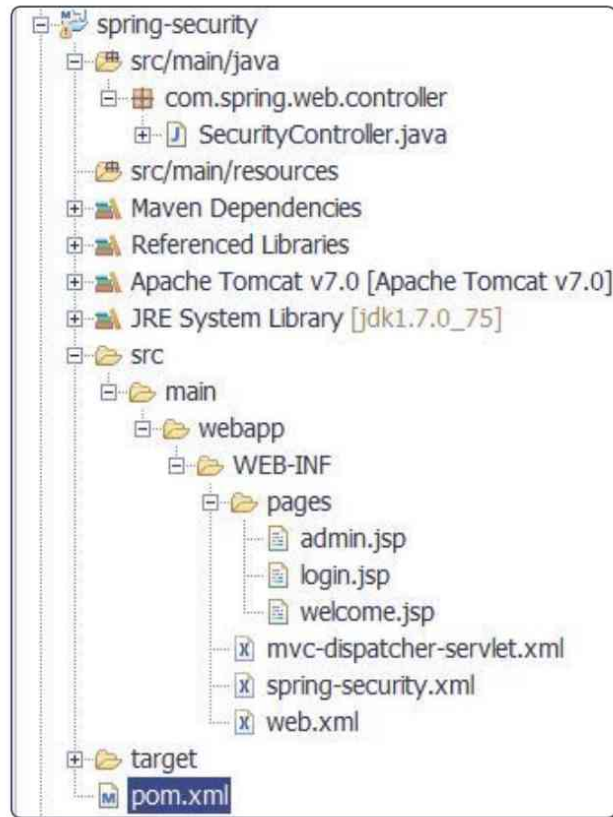 spring-security
src/main/java
com.spring.web.controller
SecurityController.java
src/main/resources
Maven Dependencies
Referenced Libraries
Apache Tomcat v7.0 [Apache Tomcat v7.0]
JRE System Library [jdk1.7.0_75]
src
main
webapp
WEB-INF
pages
admin.jsp
login.jsp
welcome.jsp
mvc-dispatcher-servlet.xml
spring-security.xml
web.xml
target
pom.xml